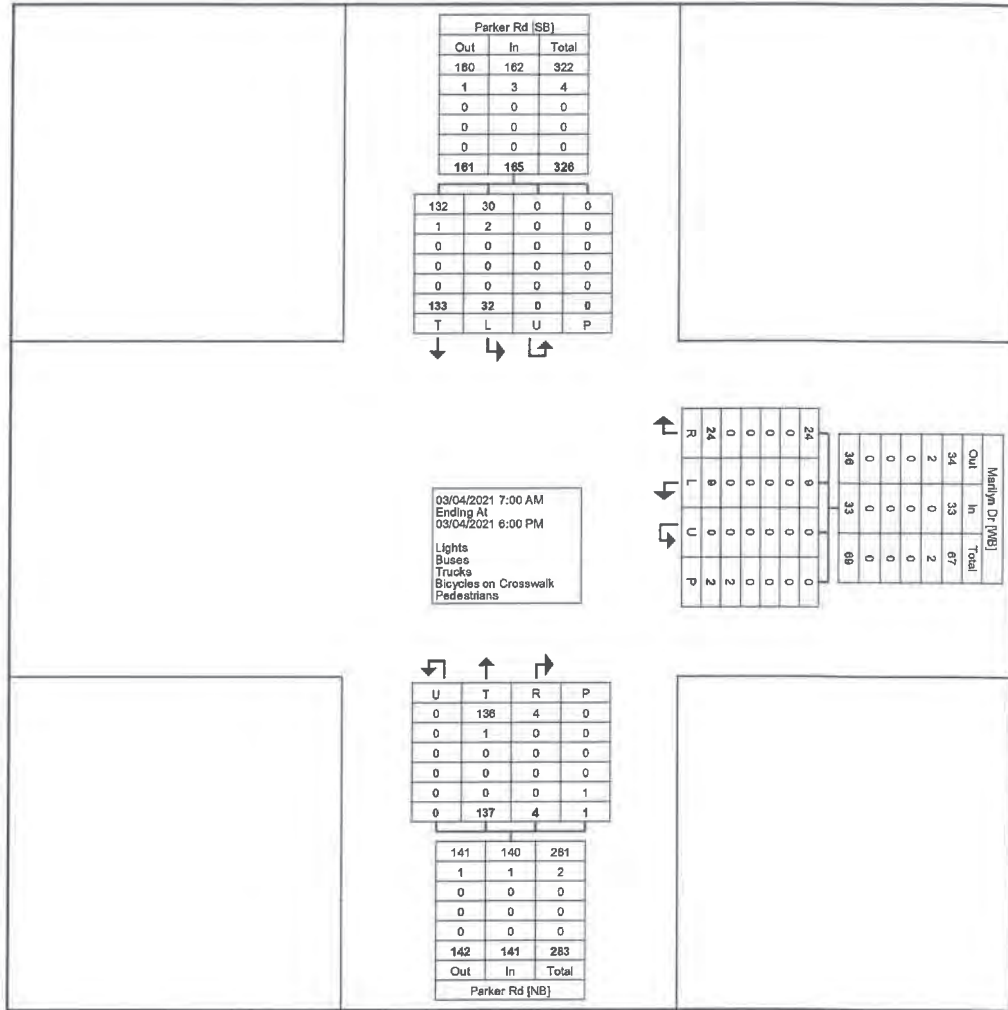 Parker Rd [SB]
Out In Total
160 162 322
1 3 4
0 0 0
0 0 0
0 0 0
161 165 326
132 30 0 0
1 2 0 0
0 0 0 0
0 0 0 0
0 0 0 0
133 32 0 0
T L U P
Marilyn Dr [WB]
Out In Total
34 33 67
2 0 2
0 0 0
0 0 0
0 0 0
36 33 69
24 9 0 0
0 0 0 0
0 0 0 0
0 0 0 0
0 0 0 2
24 9 0 2
R L U P
03/04/2021 7:00 AM
Ending At
03/04/2021 6:00 PM
Lights
Buses
Trucks
Bicycles on Crosswalk
Pedestrians
U T R P
0 136 4 0
0 1 0 0
0 0 0 0
0 0 0 0
0 0 0 1
0 137 4 1
141 140 281
1 1 2
0 0 0
0 0 0
0 0 0
142 141 283
Out In Total
Parker Rd [NB]